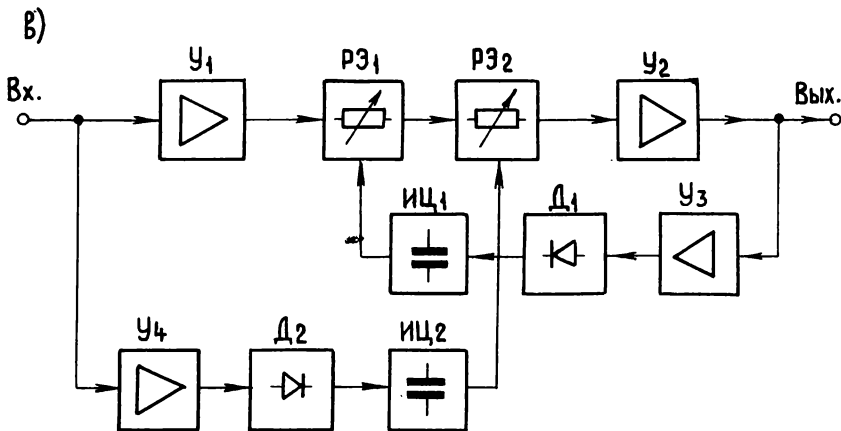 в)
У1 РЭ1 РЭ2 У2
Вх. Вых.
ИЦ1 Д1 У3
У4 Д2 ИЦ2